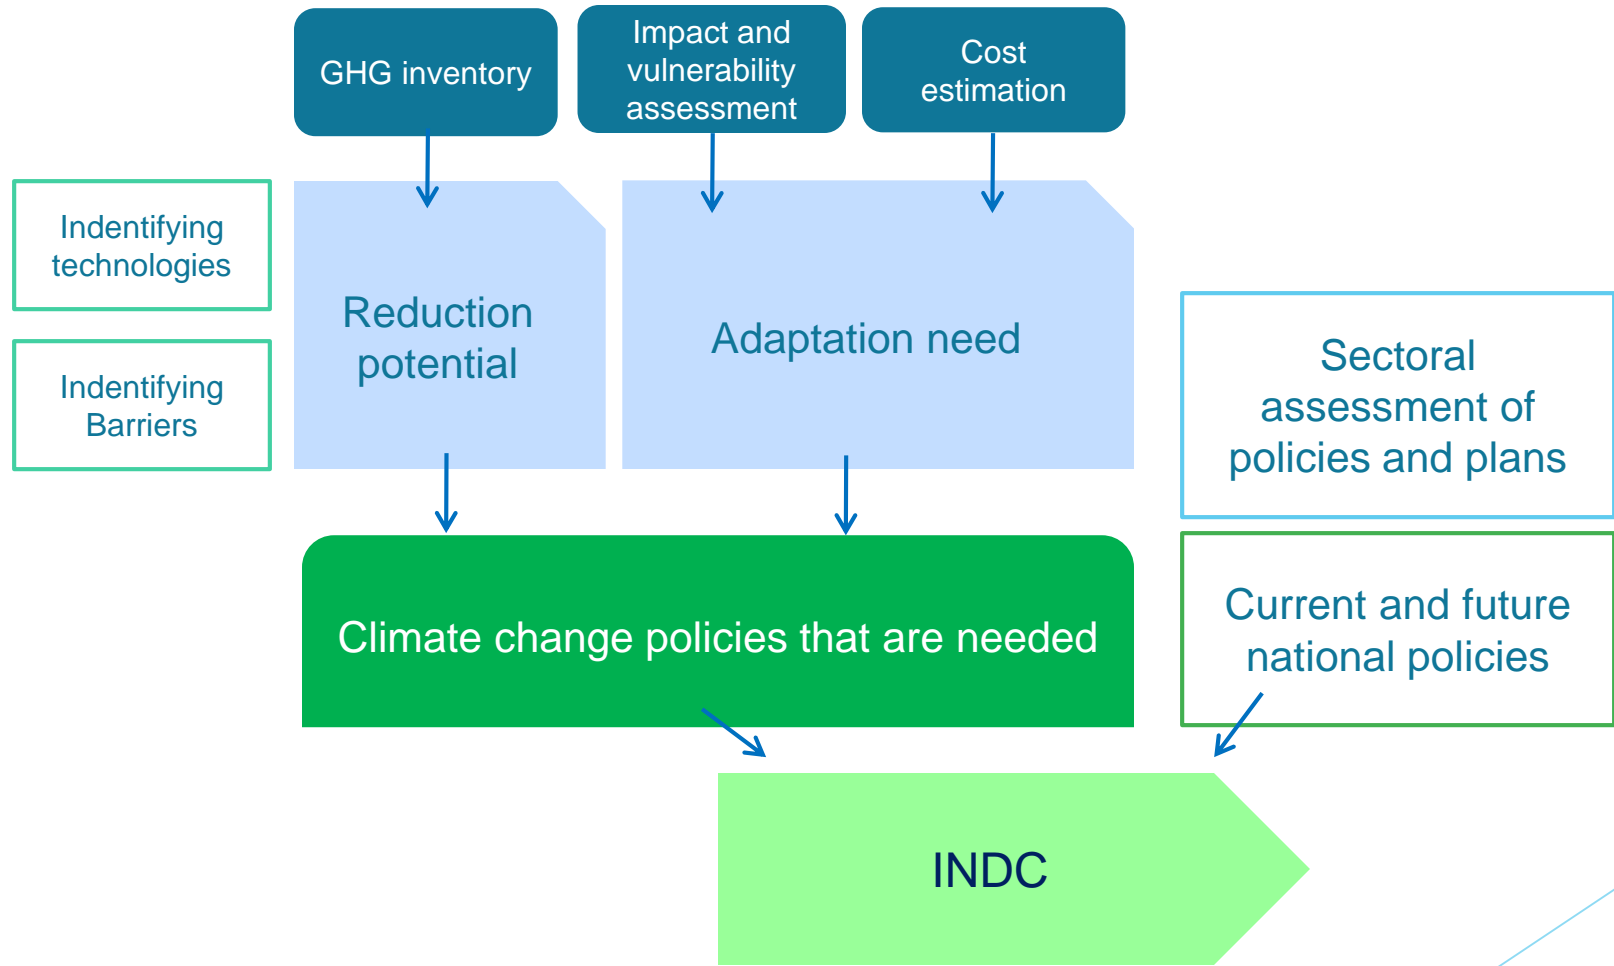 GHG inventory
Impact and
vulnerability
assessment
Cost
estimation
Indentifying
technologies
Indentifying
Barriers
Reduction
potential
Adaptation need
Sectoral
assessment of
policies and plans
Climate change policies that are needed
Current and future
national policies
INDC